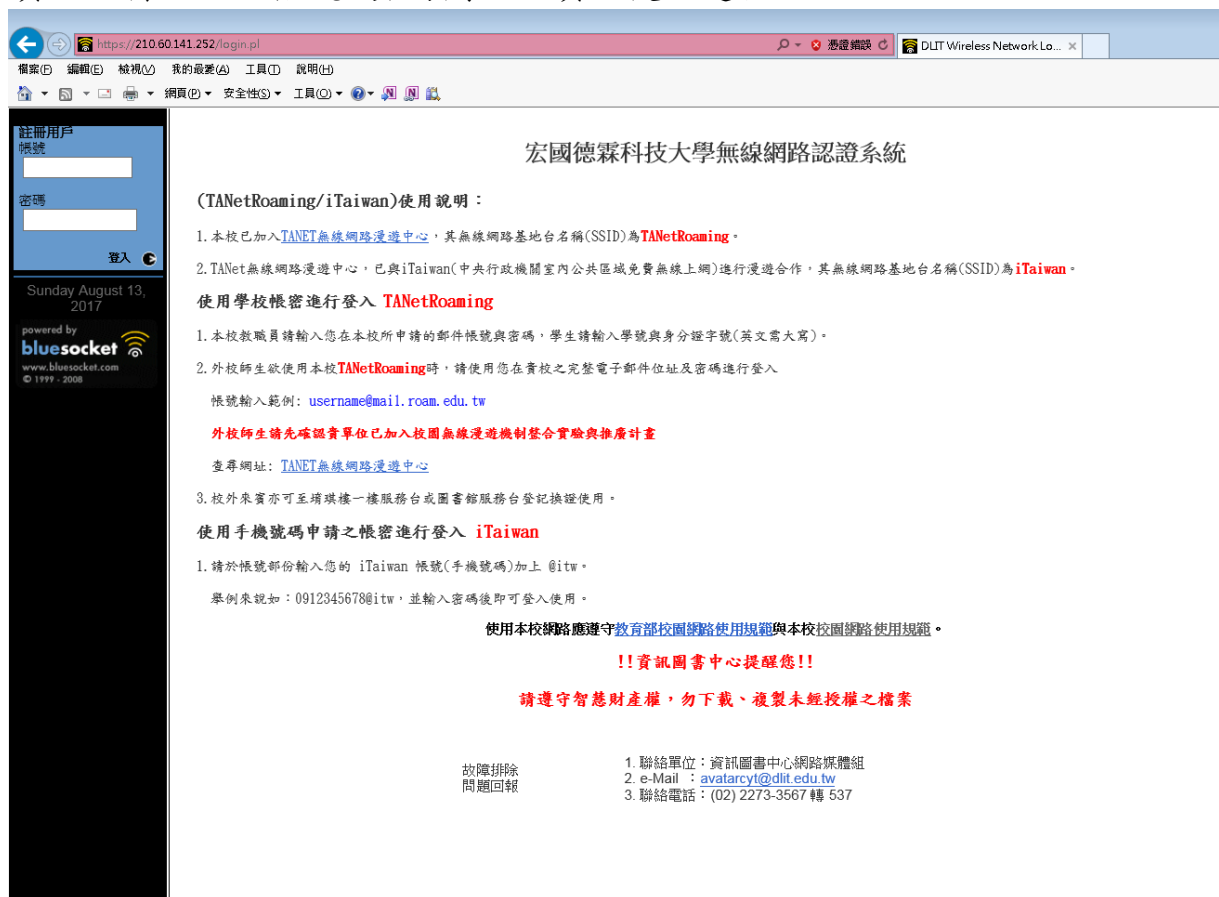 https://210.60.141.252/login.pl
憑證錯誤
DLIT Wireless Network Lo...
檔案(F) 編輯(E) 檢視(V) 我的最愛(A) 工具(T) 說明(H)
網頁(P) 安全性(S) 工具(O)
註冊用戶
帳號
密碼
登入
Sunday August 13,
2017
powered by
bluesocket
www.bluesocket.com
© 1999 - 2008
宏國德霖科技大學無線網路認證系統
(TANetRoaming/iTaiwan)使用說明：
1.本校已加入TANET無線網路漫遊中心，其無線網路基地台名稱(SSID)為TANetRoaming。
2.TANet無線網路漫遊中心，已與iTaiwan(中央行政機關室內公共區域免費無線上網)進行漫遊合作，其無線網路基地台名稱(SSID)為iTaiwan。
使用學校帳密進行登入 TANetRoaming
1.本校教職員請輸入您在本校所申請的郵件帳號與密碼，學生請輸入學號與身分證字號(英文需大寫)。
2.外校師生欲使用本校TANetRoaming時，請使用您在貴校之完整電子郵件位址及密碼進行登入
帳號輸入範例: username@mail.roam.edu.tw
外校師生請先確認貴單位已加入校園無線漫遊機制整合實驗與推廣計畫
查尋網址: TANET無線網路漫遊中心
3.校外來賓亦可至堉琪樓一樓服務台或圖書館服務台登記換證使用。
使用手機號碼申請之帳密進行登入 iTaiwan
1.請於帳號部份輸入您的 iTaiwan 帳號(手機號碼)加上 @itw。
舉例來說如：0912345678@itw，並輸入密碼後即可登入使用。
使用本校網路應遵守教育部校園網路使用規範與本校校園網路使用規範。
!!資訊圖書中心提醒您!!
請遵守智慧財產權，勿下載、複製未經授權之檔案
故障排除
問題回報
1. 聯絡單位：資訊圖書中心網路媒體組
2. e-Mail ：avatarcyt@dlit.edu.tw
3. 聯絡電話：(02) 2273-3567 轉 537